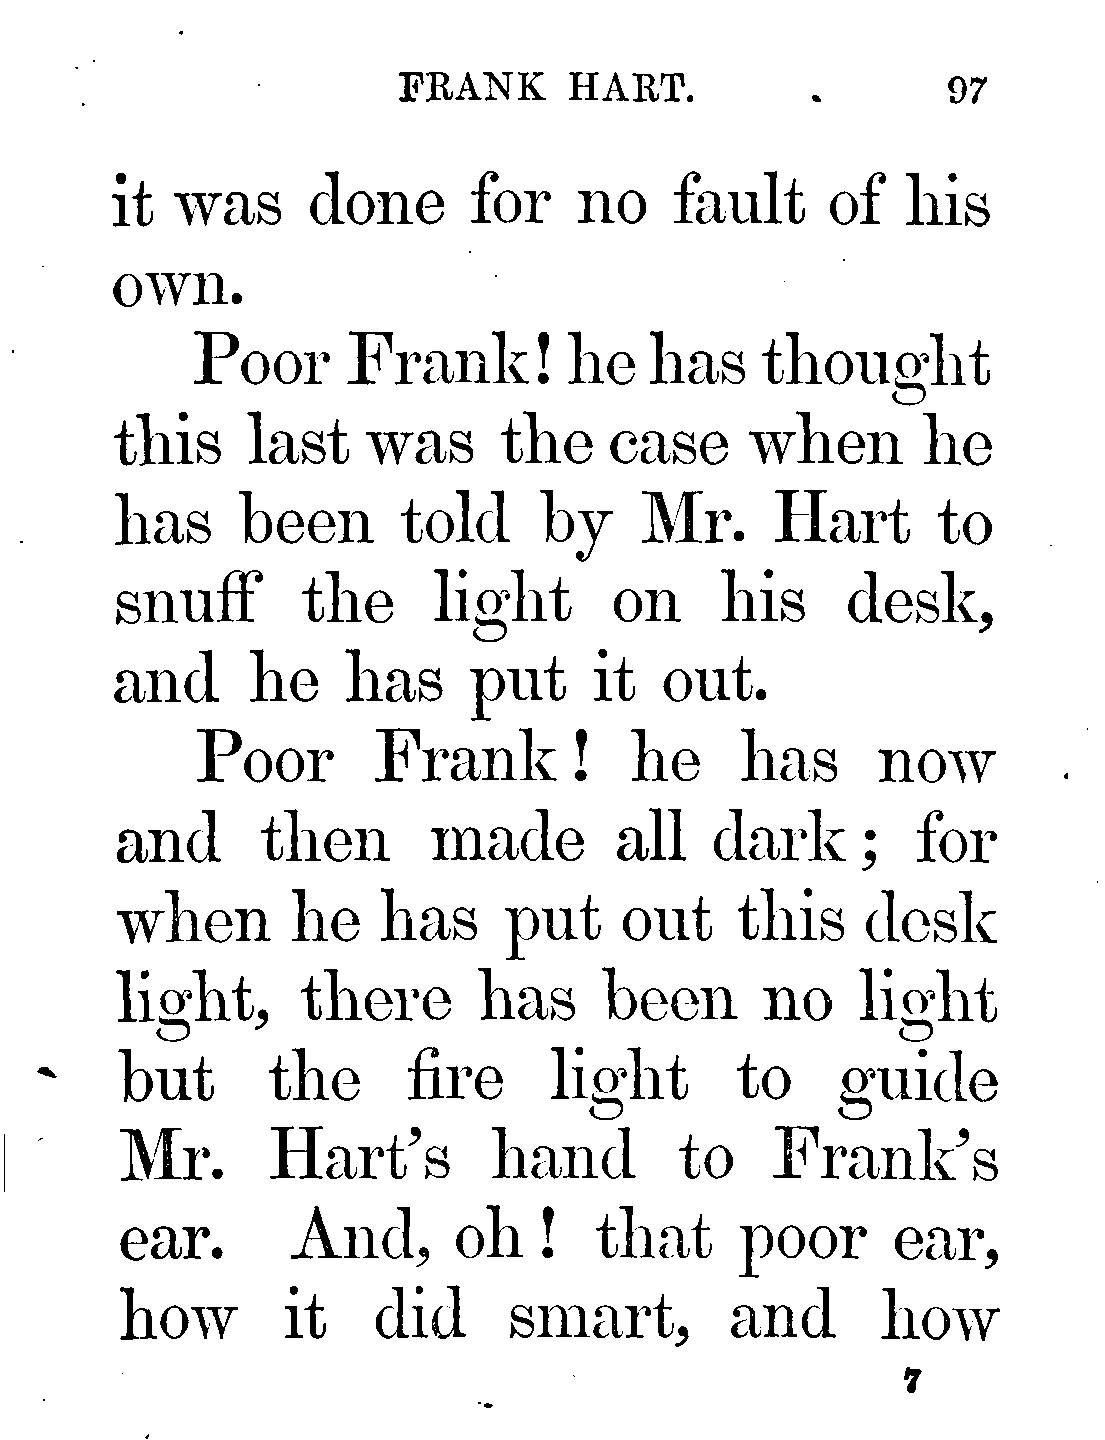 FRANK HART. 97
it was done for no fault of his
own.
Poor Frank! he has thought
this last was the case when he
has been told by Mr. Hart to
snuff the light on his desk,
and he has put it out.
Poor Frank! he has now
and then made all dark; for
when he has put out this desk
light, there has been no light
but the fire light to guide
Mr. Hart's hand to Frank's
ear. And, oh! that poor ear,
how it did smart, and how
7